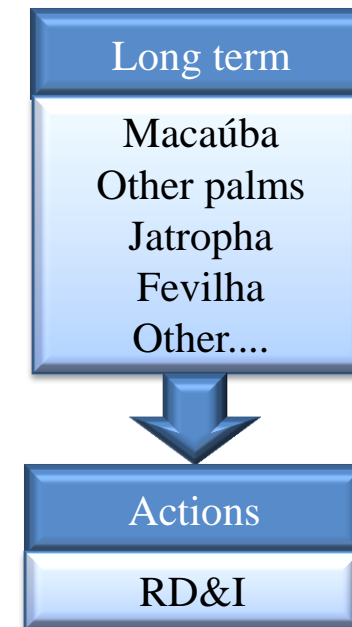 Long term
Macaúba
Other palms
Jatropha
Fevilha
Other....
Actions
RD&I